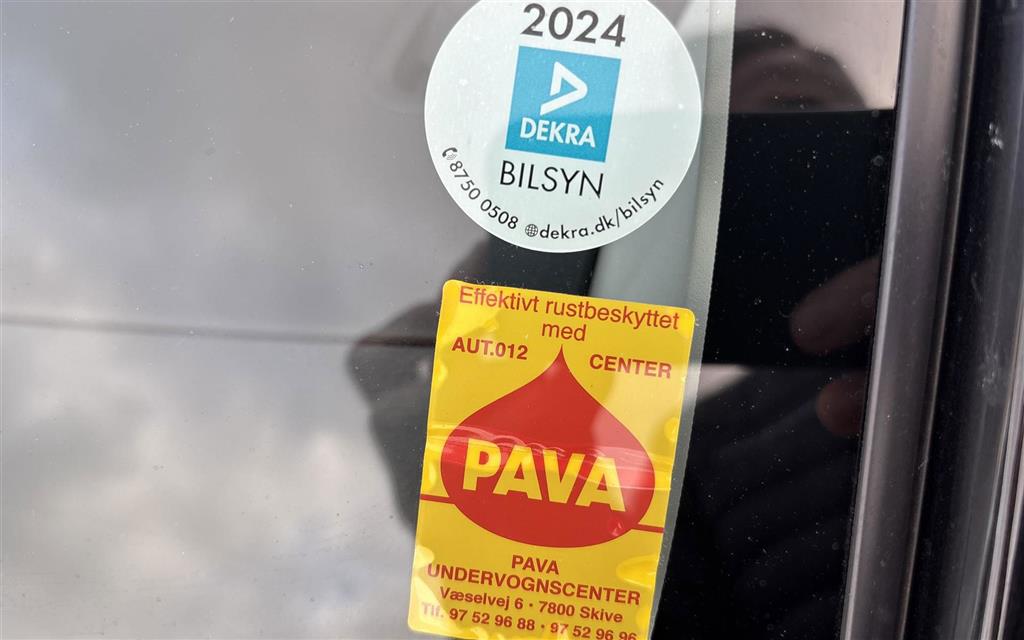 2024
DEKRA
BILSYN
8750 0508 dekra.dk/bilsyn
Effektivt rustbeskyttet
med
AUT.012 CENTER
PAVA
PAVA
UNDERVOGNSCENTER
Væselvej 6 · 7800 Skive
Tlf. 97 52 96 88 · 97 52 96 96